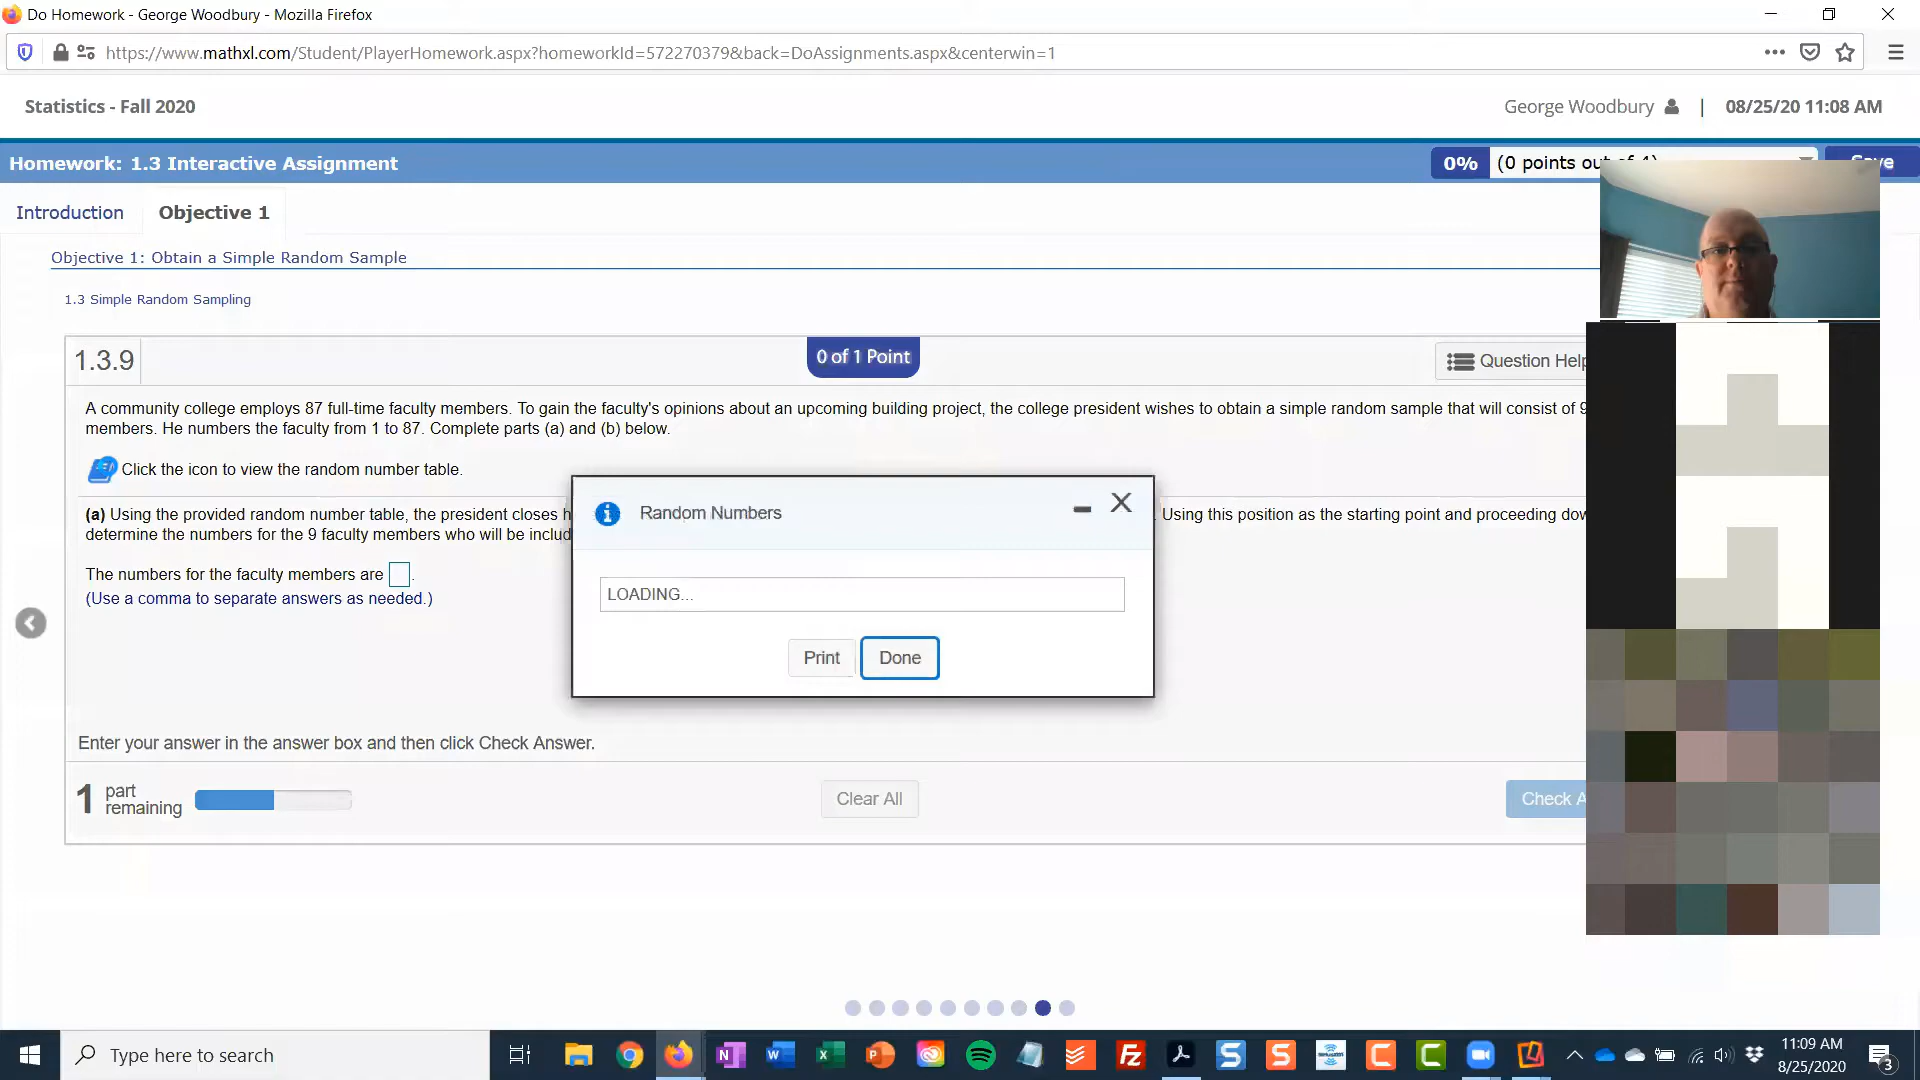 Do Homework - George Woodbury - Mozilla Firefox
https://www.mathxl.com/Student/PlayerHomework.aspx?homeworkId=572270379&back=DoAssignments.aspx&centerwin=1
Statistics - Fall 2020
George Woodbury | 08/25/20 11:08 AM
Homework: 1.3 Interactive Assignment
0% (0 points out of 4)
Introduction
Objective 1
Objective 1: Obtain a Simple Random Sample
1.3 Simple Random Sampling
1.3.9
0 of 1 Point
Question Help
A community college employs 87 full-time faculty members. To gain the faculty's opinions about an upcoming building project, the college president wishes to obtain a simple random sample that will consist of 9
members. He numbers the faculty from 1 to 87. Complete parts (a) and (b) below.
Click the icon to view the random number table.
(a) Using the provided random number table, the president closes h
. Using this position as the starting point and proceeding dow
determine the numbers for the 9 faculty members who will be includ
The numbers for the faculty members are .
(Use a comma to separate answers as needed.)
Random Numbers
LOADING...
Print
Done
Enter your answer in the answer box and then click Check Answer.
1 part remaining
Clear All
Check A
Type here to search
11:09 AM
8/25/2020
3